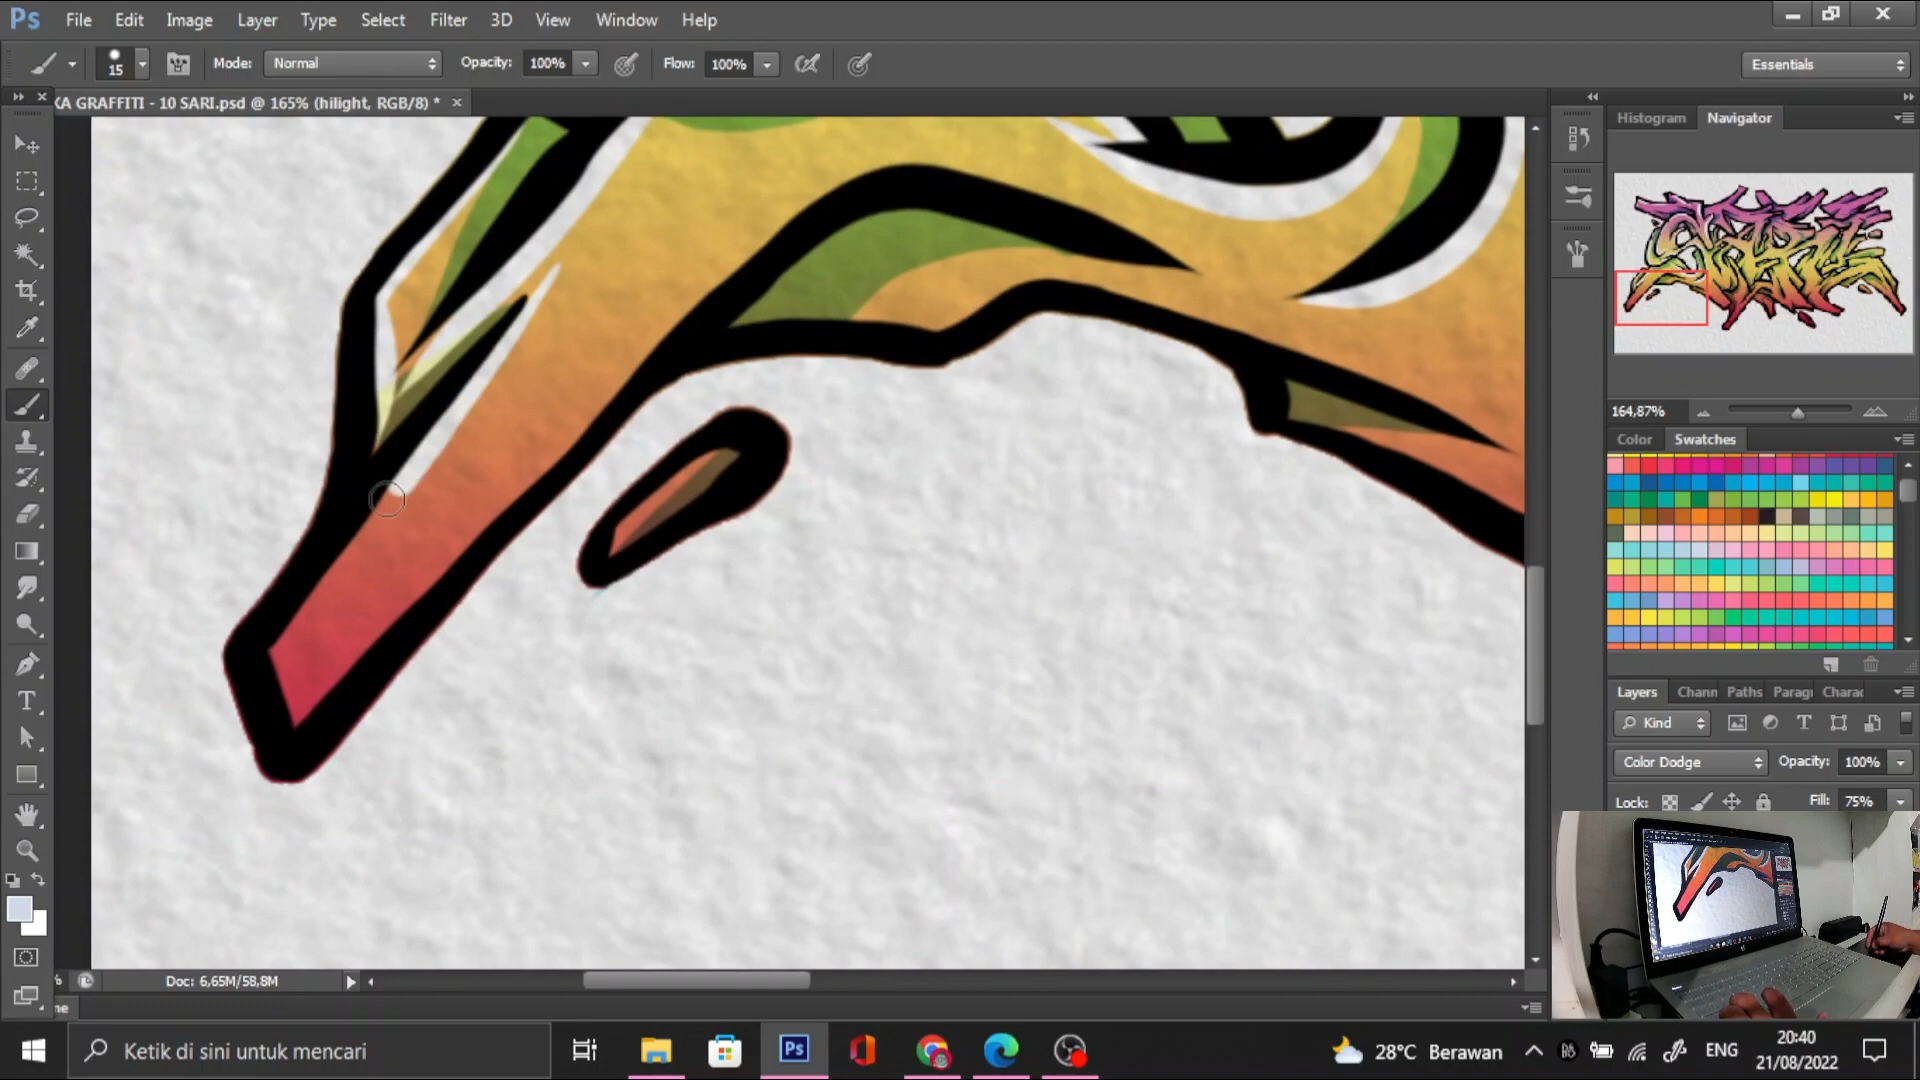 Ps File Edit Image Layer Type Select Filter 3D View Window Help
15 Mode: Normal Opacity: 100% Flow: 100% Essentials
KA GRAFFITI - 10 SARI.psd @ 165% (hilight, RGB/8) *
Histogram Navigator
164,87%
Color Swatches
Layers Chann Paths Paragi Charac
Kind
Color Dodge Opacity: 100%
Lock: Fill: 75%
Doc: 6,65M/58,8M
ne
Ketik di sini untuk mencari
Ps
28°C Berawan
ENG
20:40
21/08/2022